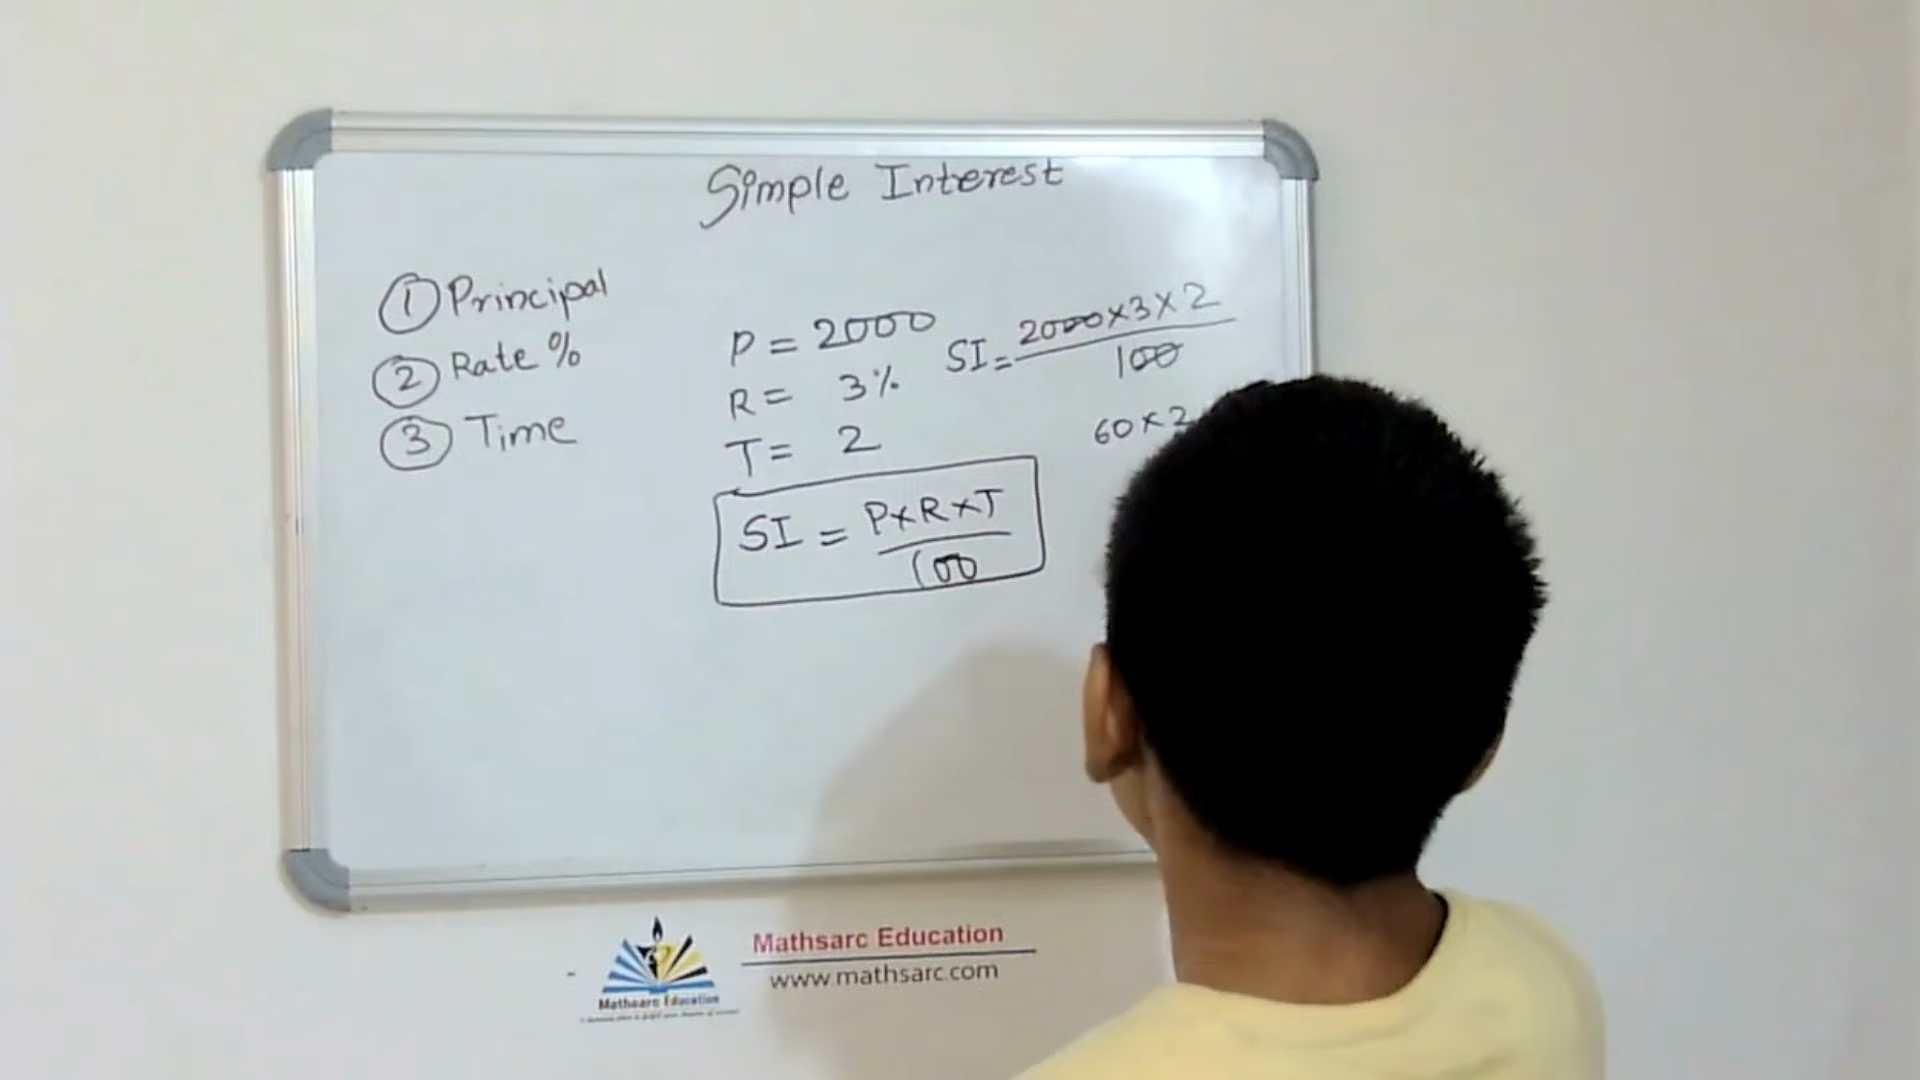 Simple Interest
① Principal
② Rate %
③ Time
P = 2000
R = 3%
T = 2
SI = P×R×T
100
SI = 2000×3×2
100
60×2
Mathsarc Education
www.mathsarc.com
Mathsarc Education